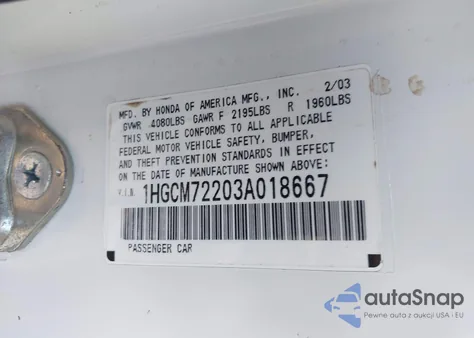 MFD. BY HONDA OF AMERICA MFG., INC. 2/03
GVWR 4080LBS GAWR F 2195LBS R 1960LBS
THIS VEHICLE CONFORMS TO ALL APPLICABLE
FEDERAL MOTOR VEHICLE SAFETY, BUMPER,
AND THEFT PREVENTION STANDARDS IN EFFECT
ON THE DATE OF MANUFACTURE SHOWN ABOVE:
V.I.N. 1HGCM72203A018667
PASSENGER CAR
autoSnap
Pewne auta z aukcji USA i EU